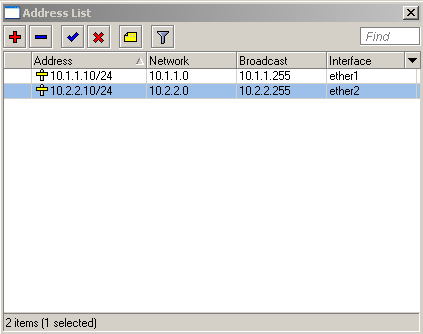 Address List
Find
Address Network Broadcast Interface
10.1.1.10/24 10.1.1.0 10.1.1.255 ether1
10.2.2.10/24 10.2.2.0 10.2.2.255 ether2
2 items (1 selected)